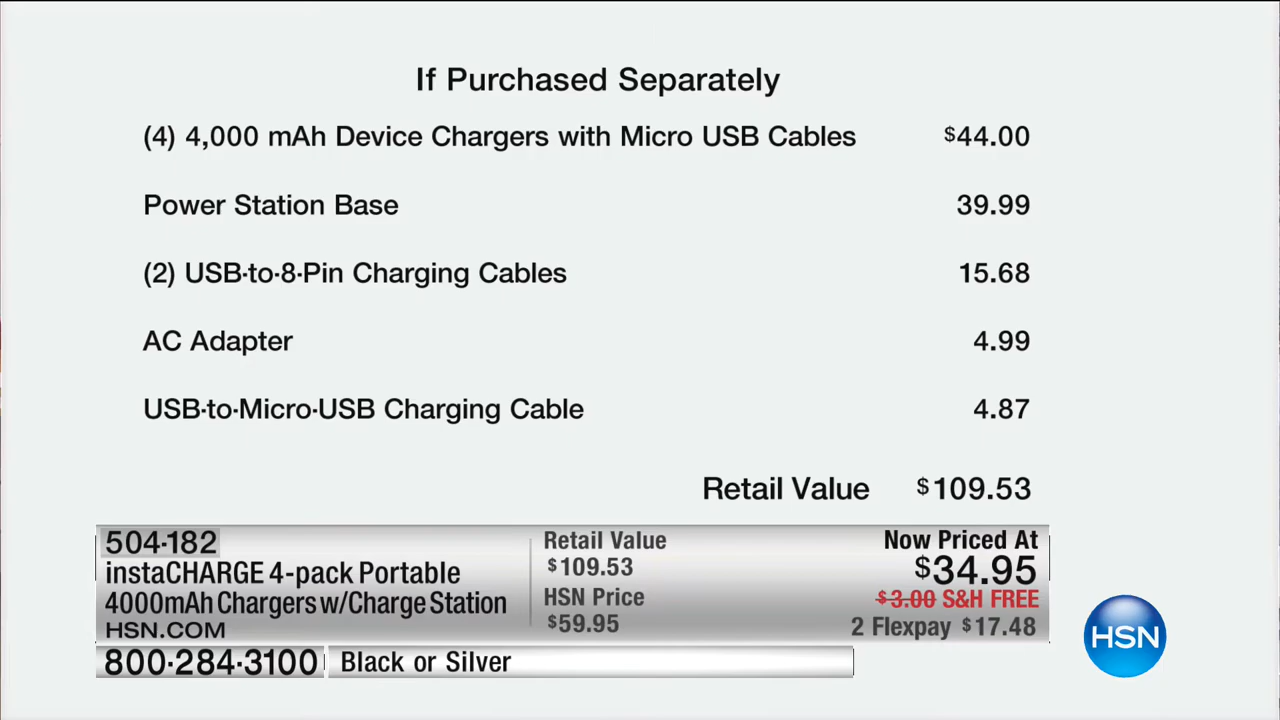 If Purchased Separately
(4) 4,000 mAh Device Chargers with Micro USB Cables $44.00
Power Station Base 39.99
(2) USB-to-8-Pin Charging Cables 15.68
AC Adapter 4.99
USB-to-Micro-USB Charging Cable 4.87
Retail Value $109.53
504-182
instaCHARGE 4-pack Portable
4000mAh Chargers w/Charge Station
HSN.COM
Retail Value
$109.53
HSN Price
$59.95
Now Priced At
$34.95
$3.00 S&H FREE
2 Flexpay $17.48
HSN
800-284-3100 Black or Silver